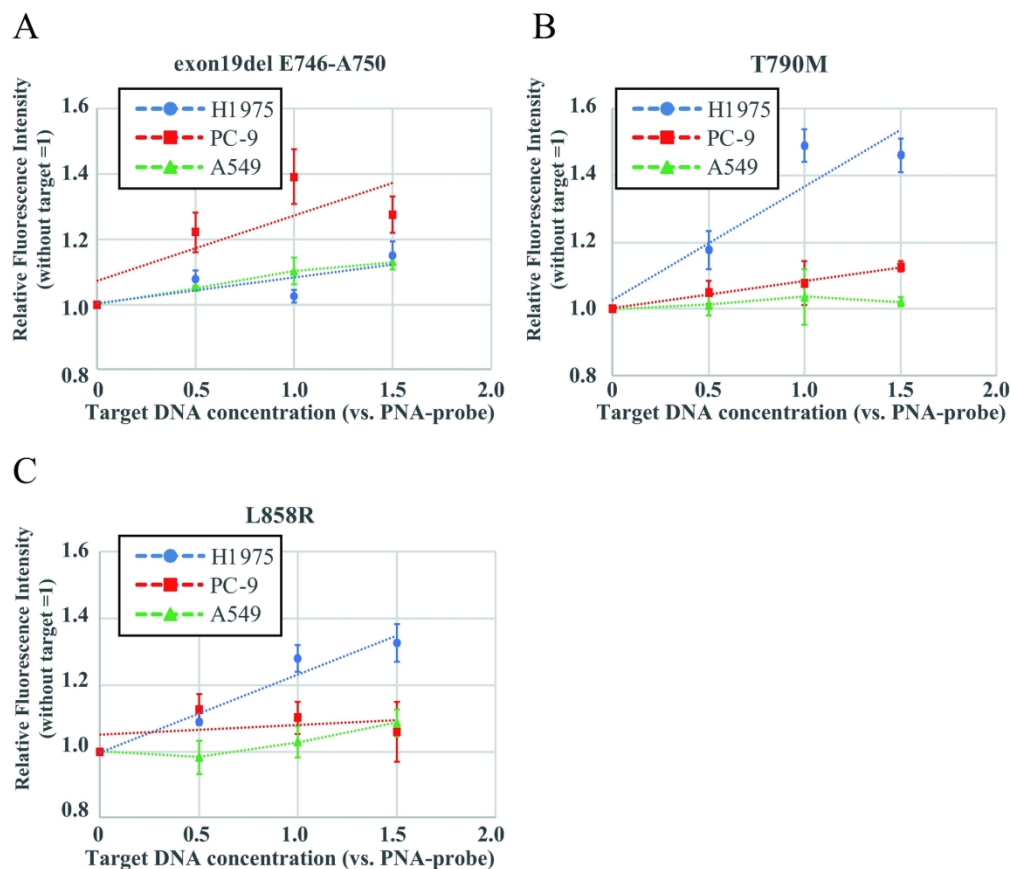 A
exon19del E746-A750
Relative Fluorescence Intensity
(without target =1)
1.6
1.4
1.2
1.0
0.8
H1975
PC-9
A549
0
0.5
1.0
1.5
2.0
Target DNA concentration (vs. PNA-probe)
B
T790M
Relative Fluorescence Intensity
(without target =1)
1.6
1.4
1.2
1.0
0.8
H1975
PC-9
A549
0
0.5
1.0
1.5
2.0
Target DNA concentration (vs. PNA-probe)
C
L858R
Relative Fluorescence Intensity
(without target =1)
1.6
1.4
1.2
1.0
0.8
H1975
PC-9
A549
0
0.5
1.0
1.5
2.0
Target DNA concentration (vs. PNA-probe)